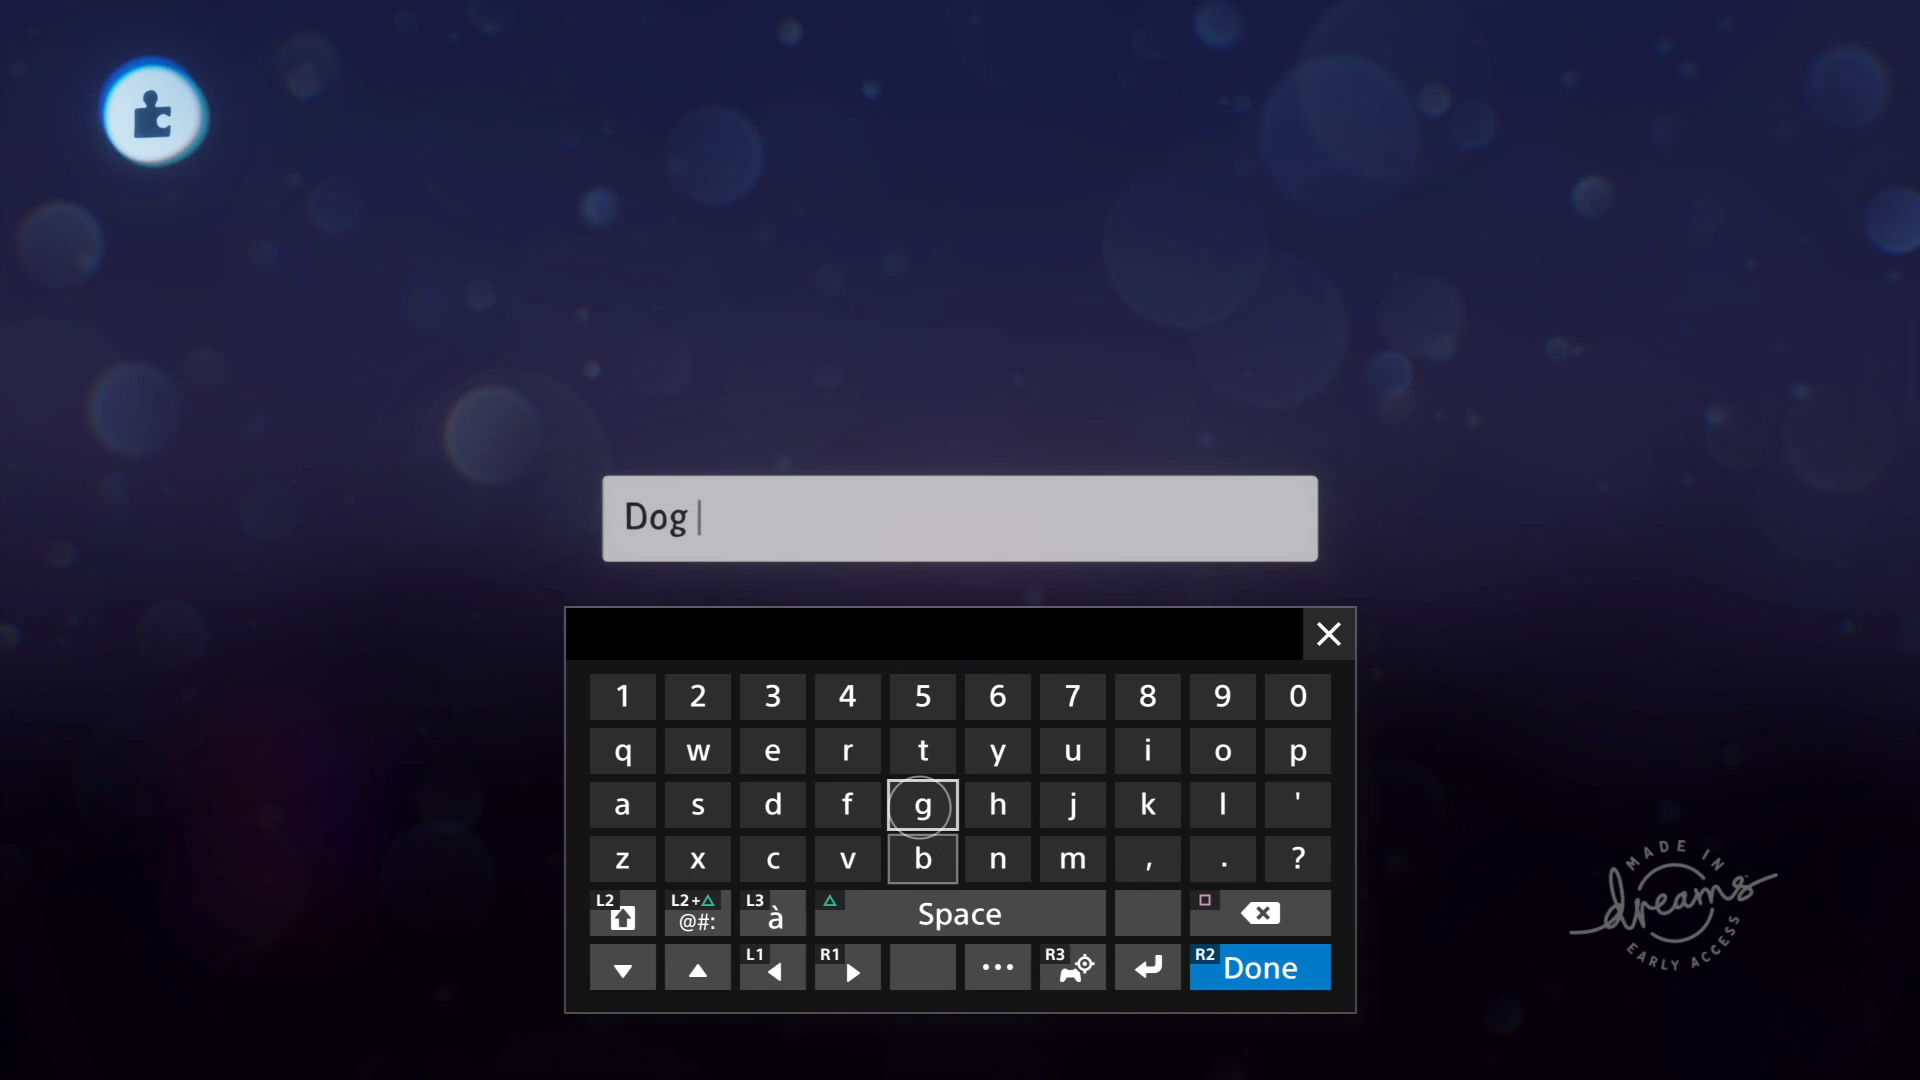 Dog
1 2 3 4 5 6 7 8 9 0
q w e r t y u i o p
a s d f g h j k l '
z x c v b n m , . ?
L2 L2+△ @#: L3 à △ Space □
L1 R1 ... R3 R2 Done
MADE IN
dreams™
EARLY ACCESS